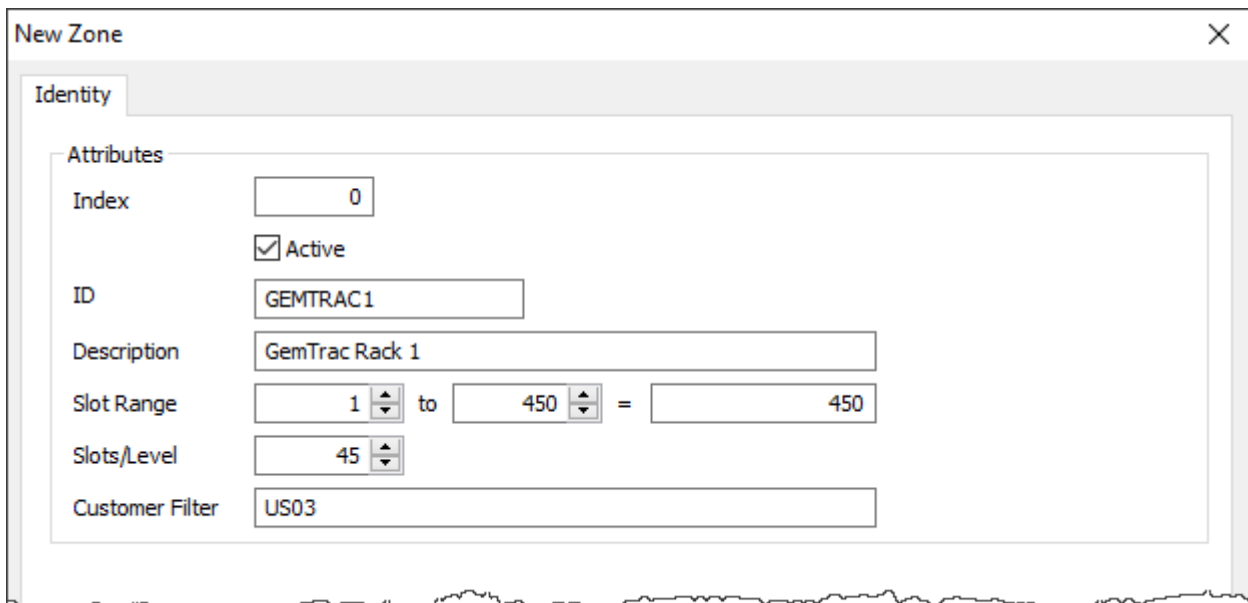 New Zone
Identity
Attributes
Index 0
Active
ID GEMTRAC1
Description GemTrac Rack 1
Slot Range 1 to 450 = 450
Slots/Level 45
Customer Filter US03